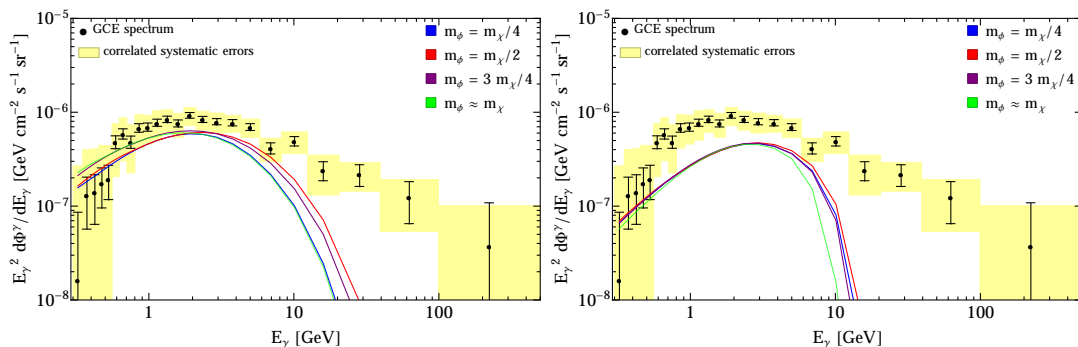 10⁻⁵
GCE spectrum
correlated systematic errors
m_ϕ = m_χ/4
m_ϕ = m_χ/2
m_ϕ = 3 m_χ/4
m_ϕ ≈ m_χ
10⁻⁶
10⁻⁷
10⁻⁸
E_γ² dΦ^γ/dE_γ [GeV cm⁻² s⁻¹ sr⁻¹]
1 10 100
E_γ [GeV]
10⁻⁵
GCE spectrum
correlated systematic errors
m_ϕ = m_χ/4
m_ϕ = m_χ/2
m_ϕ = 3 m_χ/4
m_ϕ ≈ m_χ
10⁻⁶
10⁻⁷
10⁻⁸
E_γ² dΦ^γ/dE_γ [GeV cm⁻² s⁻¹ sr⁻¹]
1 10 100
E_γ [GeV]